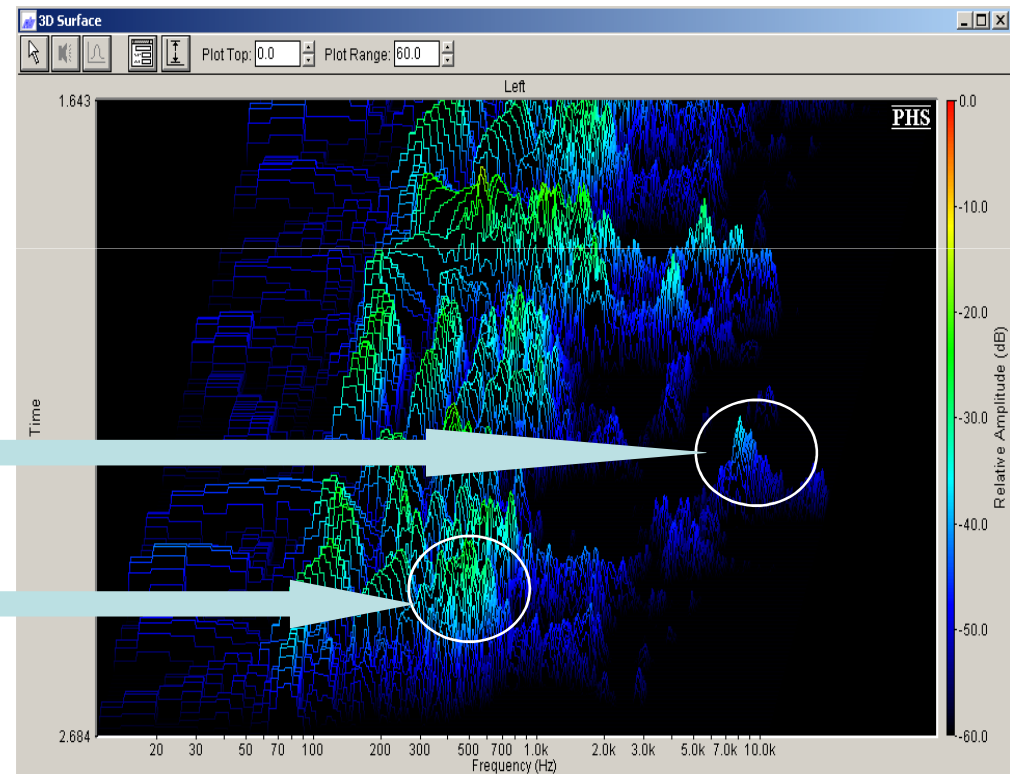 3D Surface
Plot Top: 0.0 Plot Range: 60.0
Left
1.643
PHS
0.0
-10.0
-20.0
-30.0
-40.0
-50.0
-60.0
Relative Amplitude (dB)
Time
2.684
20 30 50 70 100 200 300 500 700 1.0k 2.0k 3.0k 5.0k 7.0k 10.0k
Frequency (Hz)